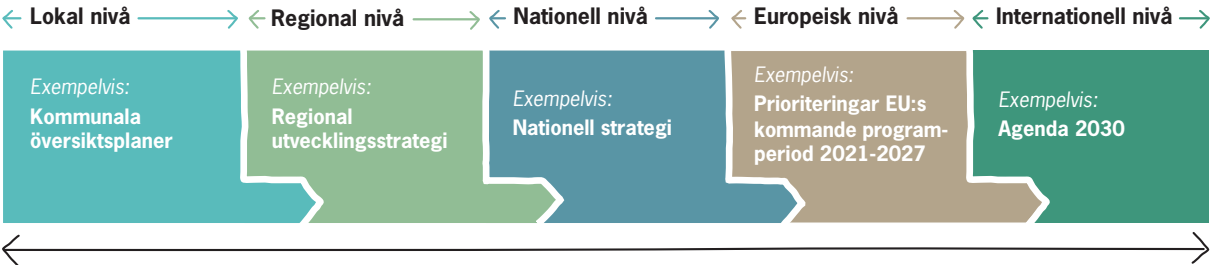 Lokal nivå
Regional nivå
Nationell nivå
Europeisk nivå
Internationell nivå
Exempelvis:
Kommunala
översiktsplaner
Exempelvis:
Regional
utvecklingsstrategi
Exempelvis:
Nationell strategi
Exempelvis:
Prioriteringar EU:s
kommande program-
period 2021-2027
Exempelvis:
Agenda 2030